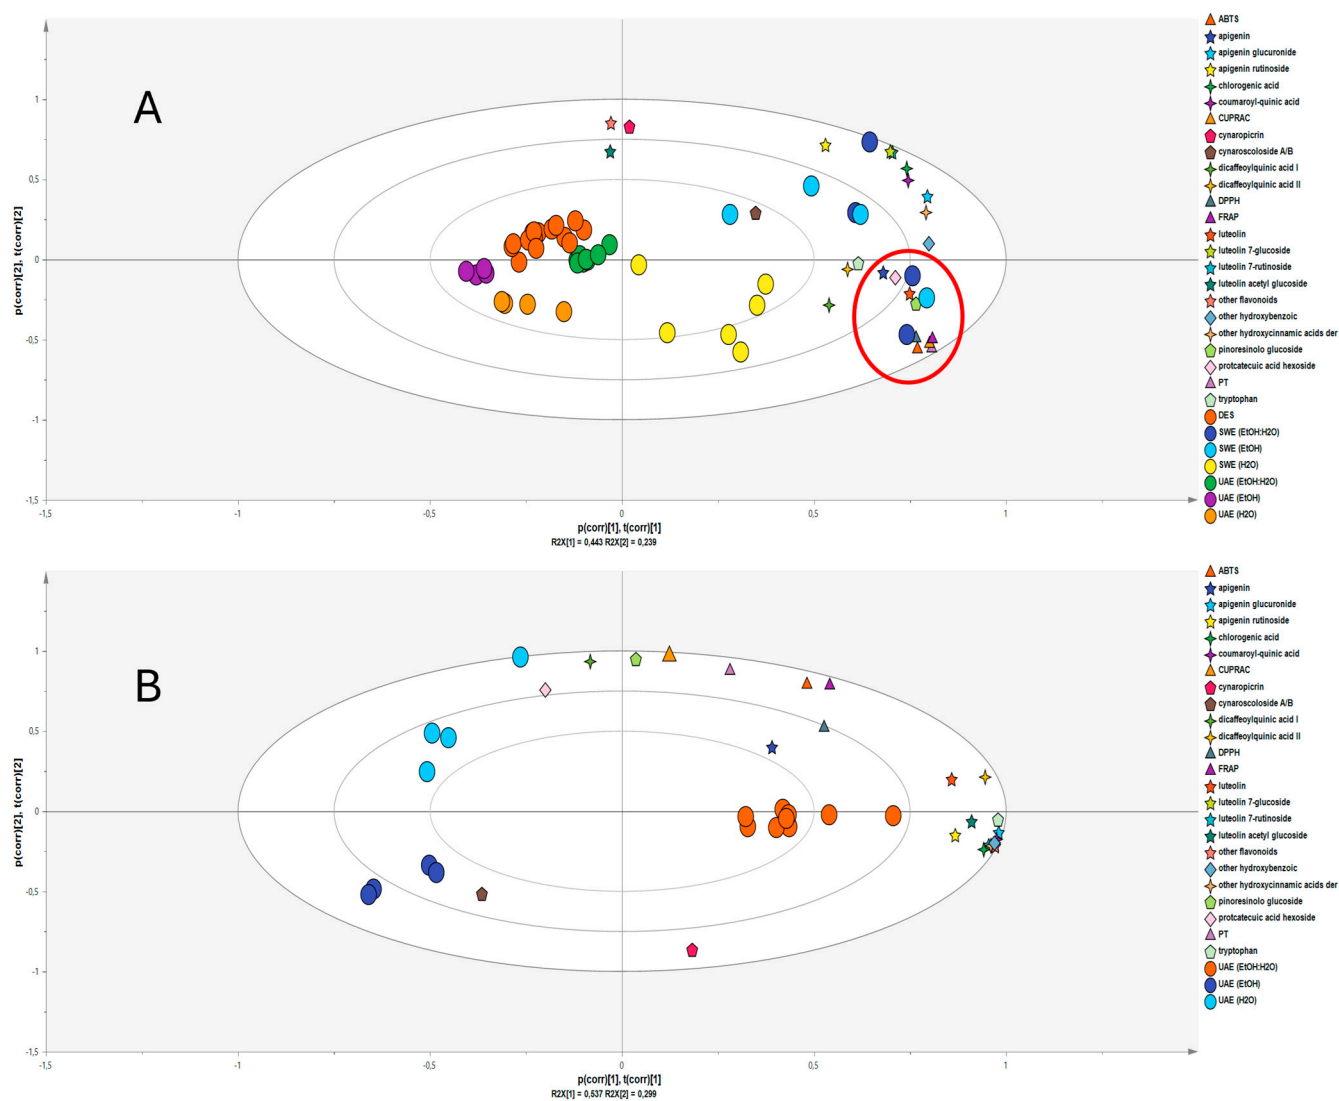 A
p(corr)[2], t(corr)[2]
1
0,5
0
-0,5
-1
-1,5
-1,5
-1
-0,5
0
0,5
1
p(corr)[1], t(corr)[1]
R2X[1] = 0,443 R2X[2] = 0,239
ABTS
apigenin
apigenin glucuronide
apigenin rutinoside
chlorogenic acid
coumaroyl-quinic acid
CUPRAC
cynaropicrin
cynaroscoloside A/B
dicaffeoylquinic acid I
dicaffeoylquinic acid II
DPPH
FRAP
luteolin
luteolin 7-glucoside
luteolin 7-rutinoside
luteolin acetyl glucoside
other flavonoids
other hydroxybenzoic
other hydroxycinnamic acids der
pinoresinolo glucoside
protcatecuic acid hexoside
PT
tryptophan
DES
SWE (EtOH:H2O)
SWE (EtOH)
SWE (H2O)
UAE (EtOH:H2O)
UAE (EtOH)
UAE (H2O)
B
p(corr)[2], t(corr)[2]
1
0,5
0
-0,5
-1
-1,5
-1,5
-1
-0,5
0
0,5
1
p(corr)[1], t(corr)[1]
R2X[1] = 0,537 R2X[2] = 0,299
ABTS
apigenin
apigenin glucuronide
apigenin rutinoside
chlorogenic acid
coumaroyl-quinic acid
CUPRAC
cynaropicrin
cynaroscoloside A/B
dicaffeoylquinic acid I
dicaffeoylquinic acid II
DPPH
FRAP
luteolin
luteolin 7-glucoside
luteolin 7-rutinoside
luteolin acetyl glucoside
other flavonoids
other hydroxybenzoic
other hydroxycinnamic acids der
pinoresinolo glucoside
protcatecuic acid hexoside
PT
tryptophan
UAE (EtOH:H2O)
UAE (EtOH)
UAE (H2O)